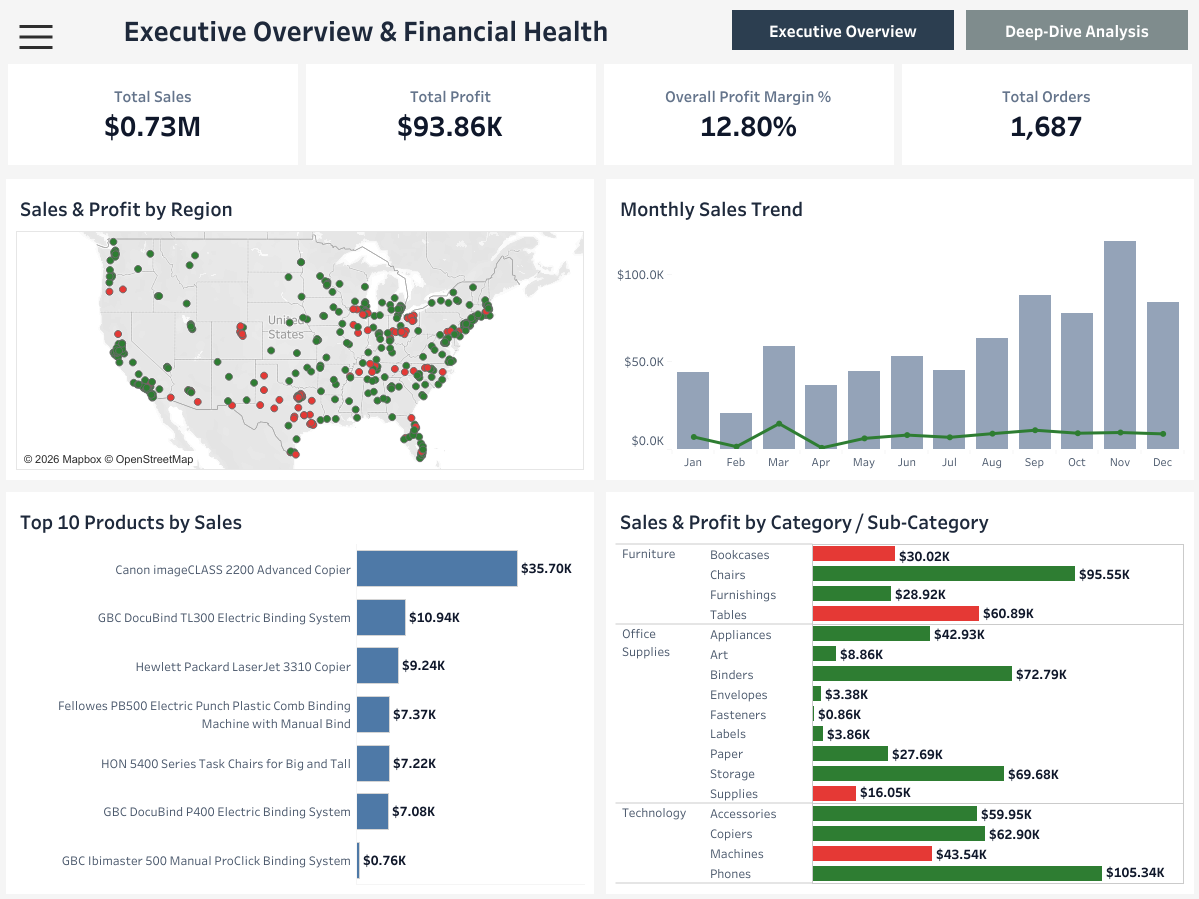 Executive Overview & Financial Health
Executive Overview
Deep-Dive Analysis
Total Sales
$0.73M
Total Profit
$93.86K
Overall Profit Margin %
12.80%
Total Orders
1,687
Sales & Profit by Region
United
States
© 2026 Mapbox © OpenStreetMap
Monthly Sales Trend
$100.0K
$50.0K
$0.0K
Jan Feb Mar Apr May Jun Jul Aug Sep Oct Nov Dec
Top 10 Products by Sales
Canon imageCLASS 2200 Advanced Copier $35.70K
GBC DocuBind TL300 Electric Binding System $10.94K
Hewlett Packard LaserJet 3310 Copier $9.24K
Fellowes PB500 Electric Punch Plastic Comb Binding
Machine with Manual Bind $7.37K
HON 5400 Series Task Chairs for Big and Tall $7.22K
GBC DocuBind P400 Electric Binding System $7.08K
GBC Ibimaster 500 Manual ProClick Binding System $0.76K
Sales & Profit by Category / Sub-Category
Furniture Bookcases $30.02K
Chairs $95.55K
Furnishings $28.92K
Tables $60.89K
Office
Supplies
Appliances $42.93K
Art $8.86K
Binders $72.79K
Envelopes $3.38K
Fasteners $0.86K
Labels $3.86K
Paper $27.69K
Storage $69.68K
Supplies $16.05K
Technology Accessories $59.95K
Copiers $62.90K
Machines $43.54K
Phones $105.34K